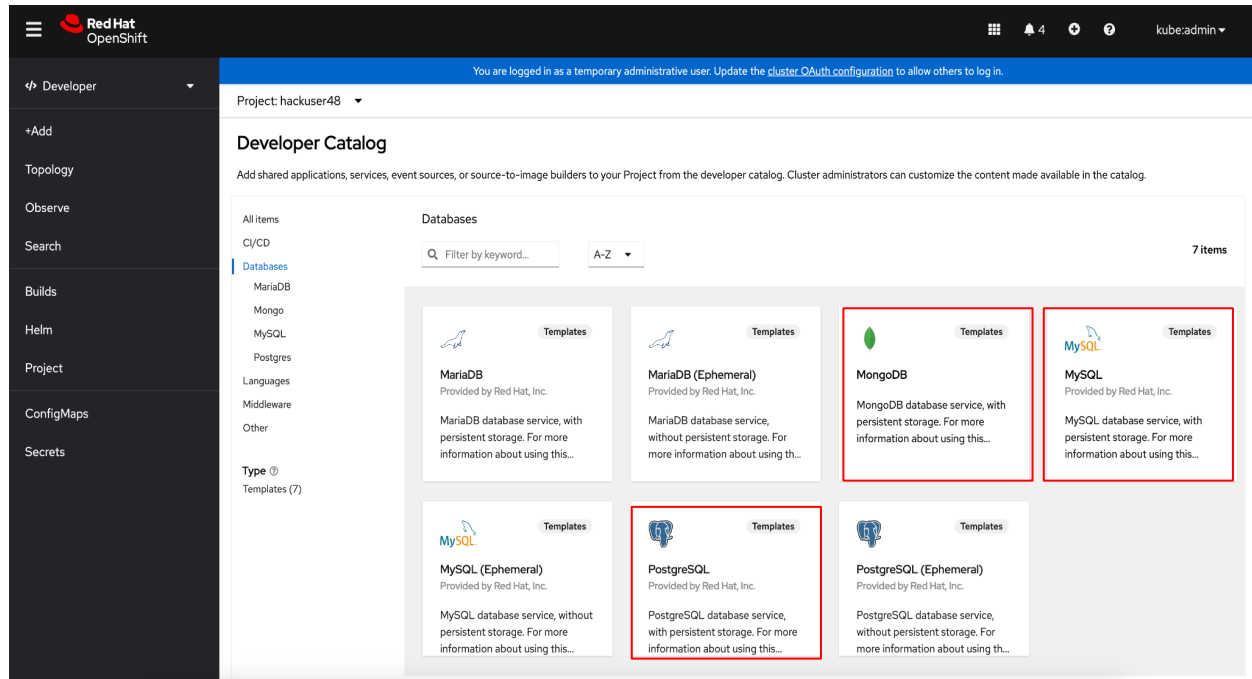 Red Hat
OpenShift
4
kube:admin
You are logged in as a temporary administrative user. Update the cluster OAuth configuration to allow others to log in.
Developer
+Add
Topology
Observe
Search
Builds
Helm
Project
ConfigMaps
Secrets
Project: hackuser48
Developer Catalog
Add shared applications, services, event sources, or source-to-image builders to your Project from the developer catalog. Cluster administrators can customize the content made available in the catalog.
All items
CI/CD
Databases
MariaDB
Mongo
MySQL
Postgres
Languages
Middleware
Other
Type
Templates (7)
Databases
Filter by keyword...
A-Z
7 items
Templates
MariaDB
Provided by Red Hat, Inc.
MariaDB database service, with
persistent storage. For more
information about using this...
Templates
MariaDB (Ephemeral)
Provided by Red Hat, Inc.
MariaDB database service,
without persistent storage. For
more information about using th...
Templates
MongoDB
MongoDB database service, with
persistent storage. For more
information about using this...
MySQL
Templates
MySQL
Provided by Red Hat, Inc.
MySQL database service, with
persistent storage. For more
information about using this...
MySQL
Templates
MySQL (Ephemeral)
Provided by Red Hat, Inc.
MySQL database service, without
persistent storage. For more
information about using this...
Templates
PostgreSQL
Provided by Red Hat, Inc.
PostgreSQL database service,
with persistent storage. For more
information about using this...
Templates
PostgreSQL (Ephemeral)
Provided by Red Hat, Inc.
PostgreSQL database service,
without persistent storage. For
more information about using th...